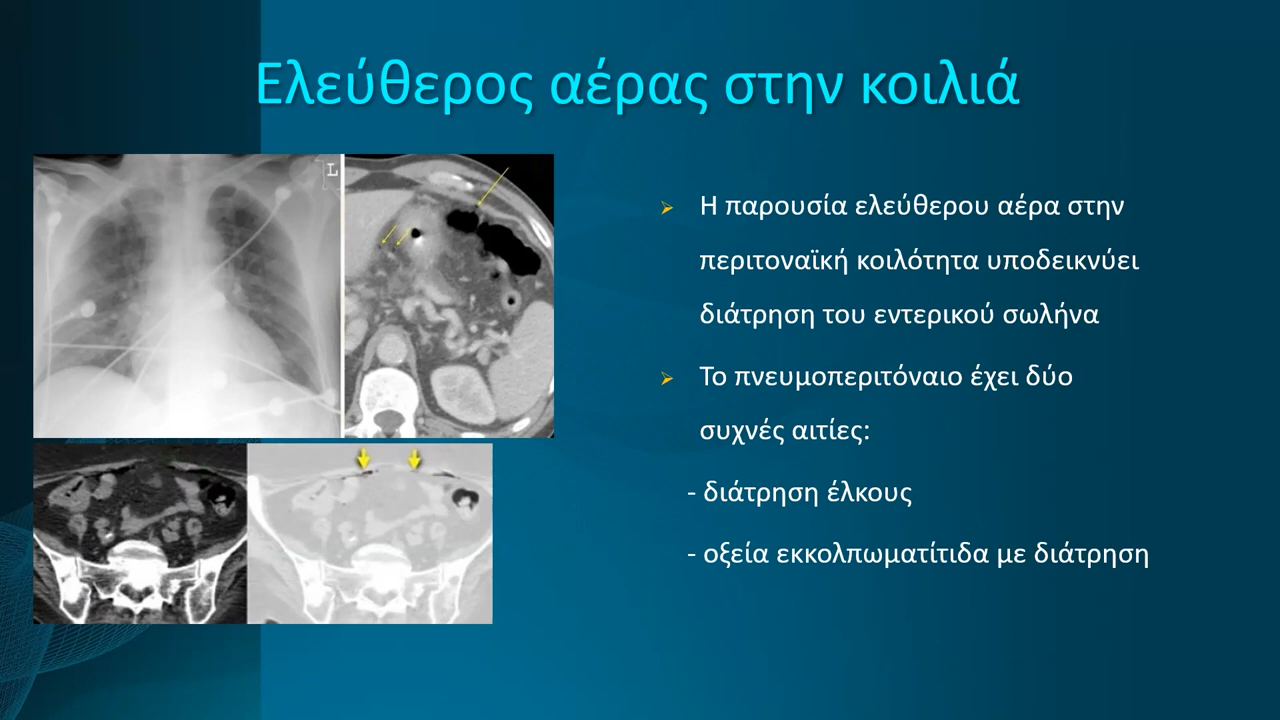 Ελεύθερος αέρας στην κοιλιά
L
Η παρουσία ελεύθερου αέρα στην
περιτοναϊκή κοιλότητα υποδεικνύει
διάτρηση του εντερικού σωλήνα
Το πνευμοπεριτόναιο έχει δύο
συχνές αιτίες:
- διάτρηση έλκους
- οξεία εκκολπωματίτιδα με διάτρηση